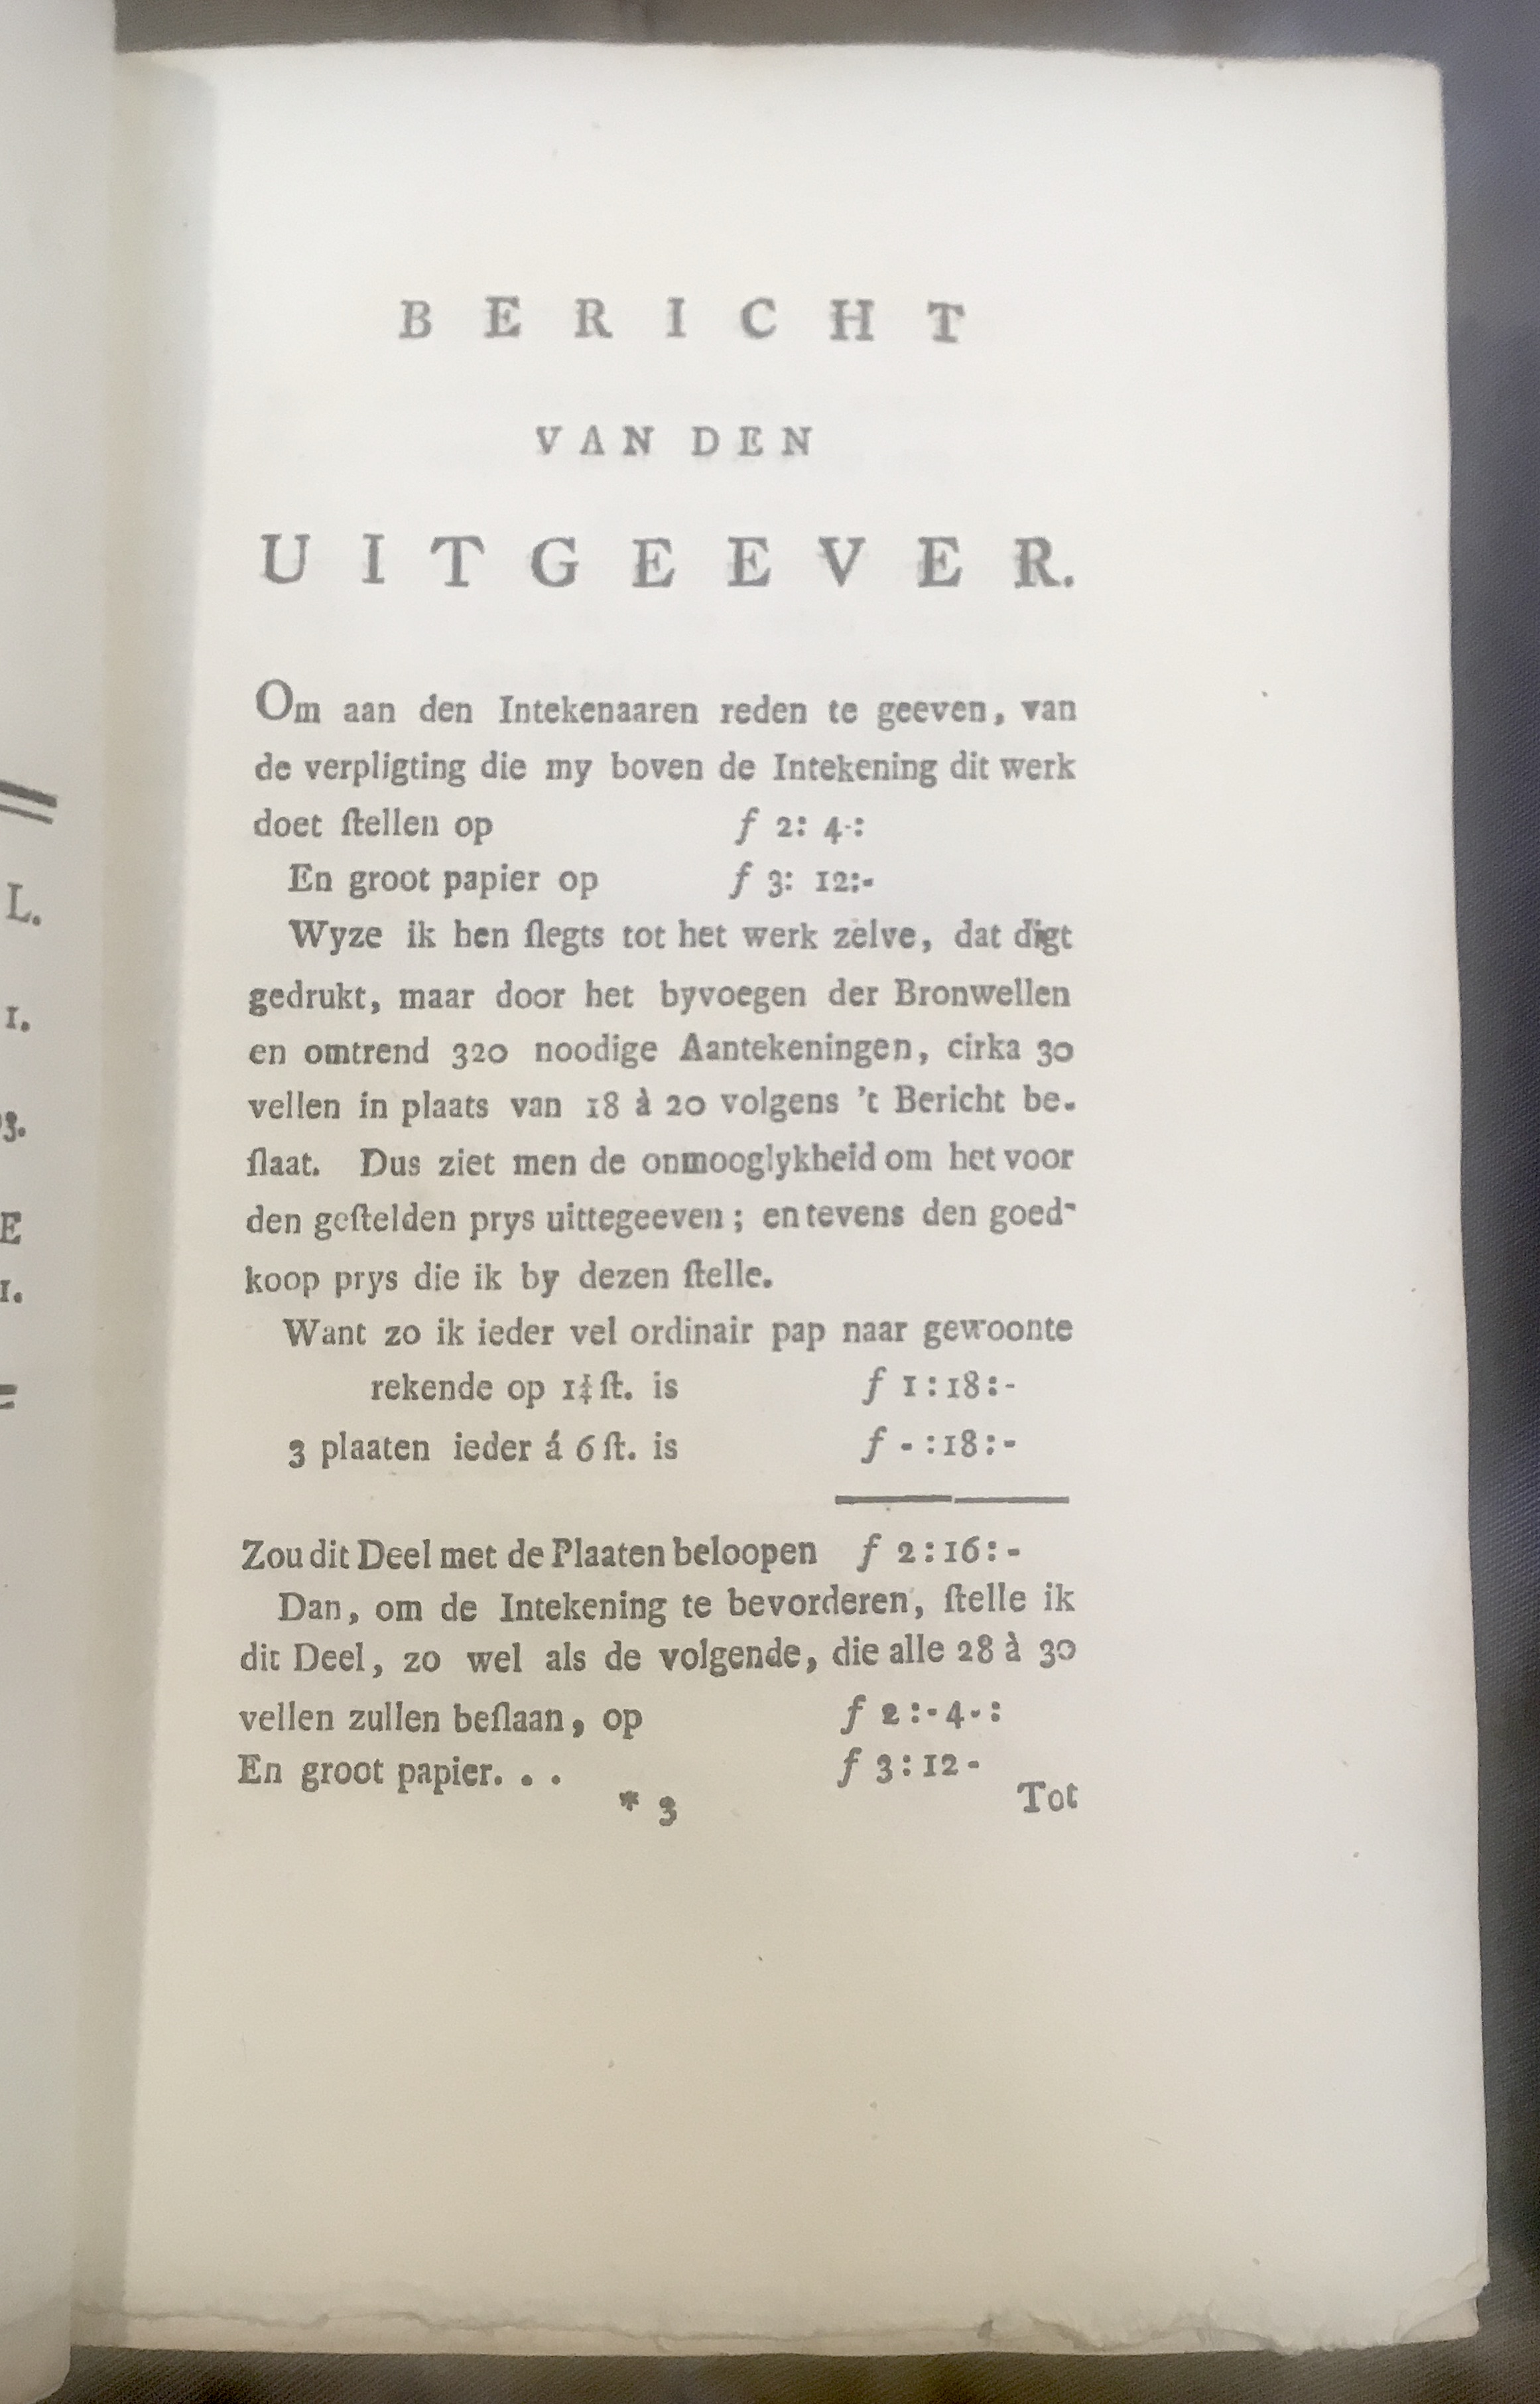 BERICHT
VAN DEN
UITGEEVER.
Om aan den Intekenaaren reden te geeven, van
de verpligting die my boven de Intekening dit werk
doet ſtellen op f 2: 4-:
En groot papier op f 3: 12:-
Wyze ik hen ſlegts tot het werk zelve, dat digt
gedrukt, maar door het byvoegen der Bronwellen
en omtrend 320 noodige Aantekeningen, cirka 30
vellen in plaats van 18 à 20 volgens 't Bericht be-
ſlaat. Dus ziet men de onmooglykheid om het voor
den geſtelden prys uittegeeven; en tevens den goed-
koop prys die ik by dezen ſtelle.
Want zo ik ieder vel ordinair pap naar gewoonte
rekende op 1¼ ſt. is f 1:18:-
3 plaaten ieder á 6 ſt. is f -:18:-
Zou dit Deel met de Plaaten beloopen f 2:16:-
Dan, om de Intekening te bevorderen, ſtelle ik
dit Deel, zo wel als de volgende, die alle 28 à 30
vellen zullen beſlaan, op f 2:-4-:
En groot papier. . . f 3:12-
* 3 Tot
L.
1.
3.
E
1.